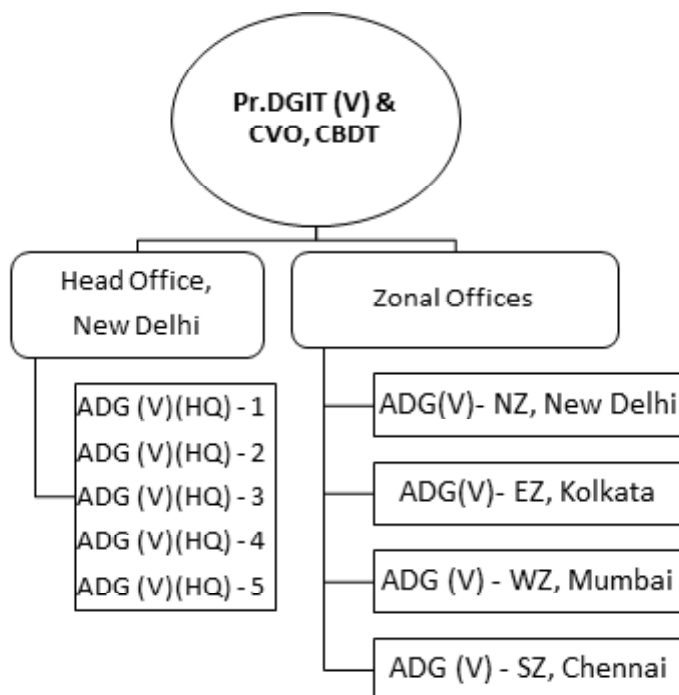 Pr.DGIT (V) &
CVO, CBDT
Head Office,
New Delhi
Zonal Offices
ADG (V)(HQ) - 1
ADG (V)(HQ) - 2
ADG (V)(HQ) - 3
ADG (V)(HQ) - 4
ADG (V)(HQ) - 5
ADG(V)- NZ, New Delhi
ADG(V)- EZ, Kolkata
ADG (V) - WZ, Mumbai
ADG (V) - SZ, Chennai